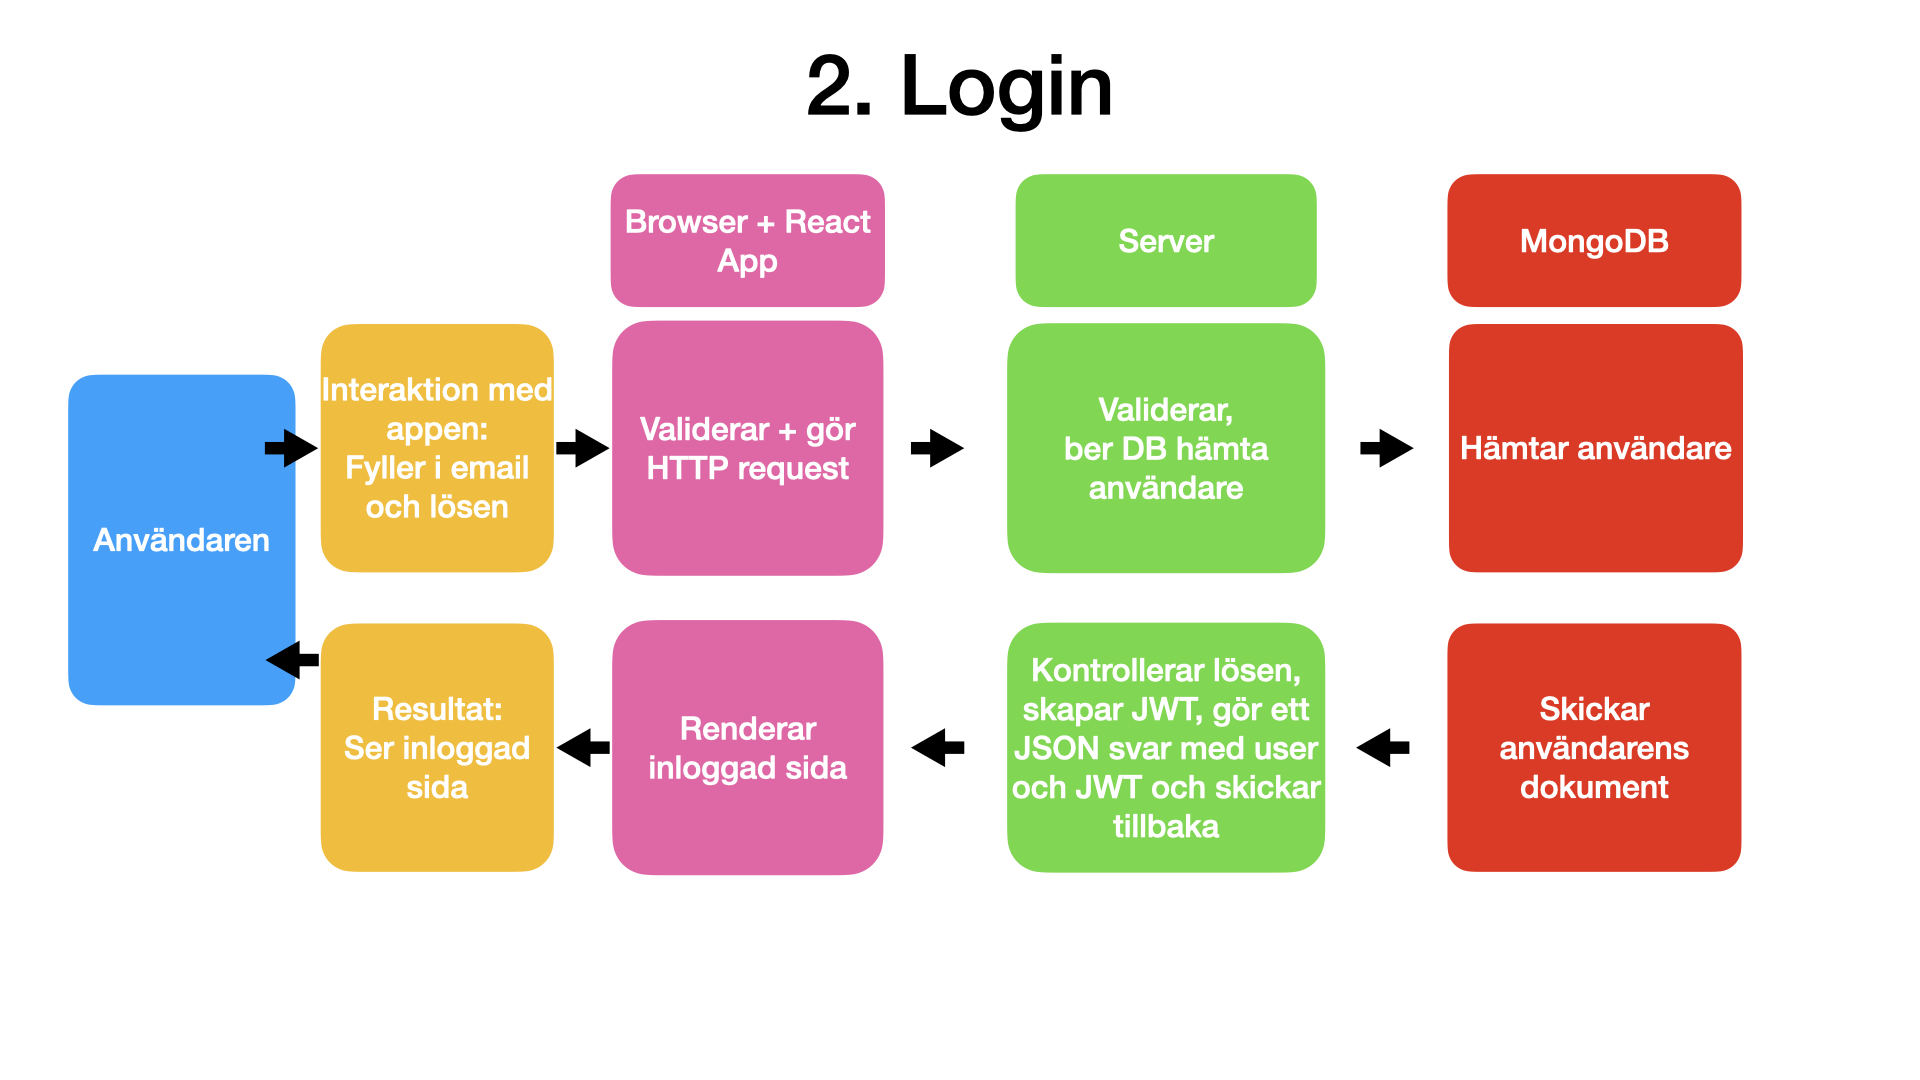 2. Login
Browser + React
App
Server
MongoDB
Användaren
Interaktion med
appen:
Fyller i email
och lösen
Validerar + gör
HTTP request
Validerar,
ber DB hämta
användare
Hämtar användare
Resultat:
Ser inloggad
sida
Renderar
inloggad sida
Kontrollerar lösen,
skapar JWT, gör ett
JSON svar med user
och JWT och skickar
tillbaka
Skickar
användarens
dokument